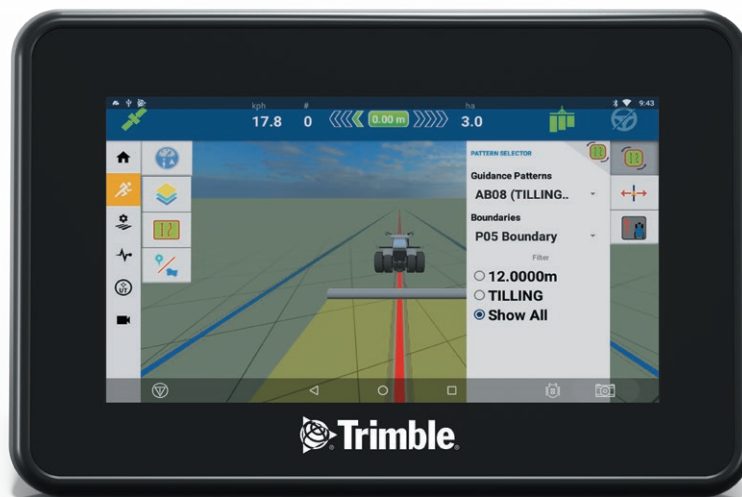 9:43
kph
#
ha
17.8
0
0.00 m
3.0
PATTERN SELECTOR
Guidance Patterns
AB08 (TILLING..
Boundaries
P05 Boundary
Filter
12.0000m
TILLING
Show All
Trimble